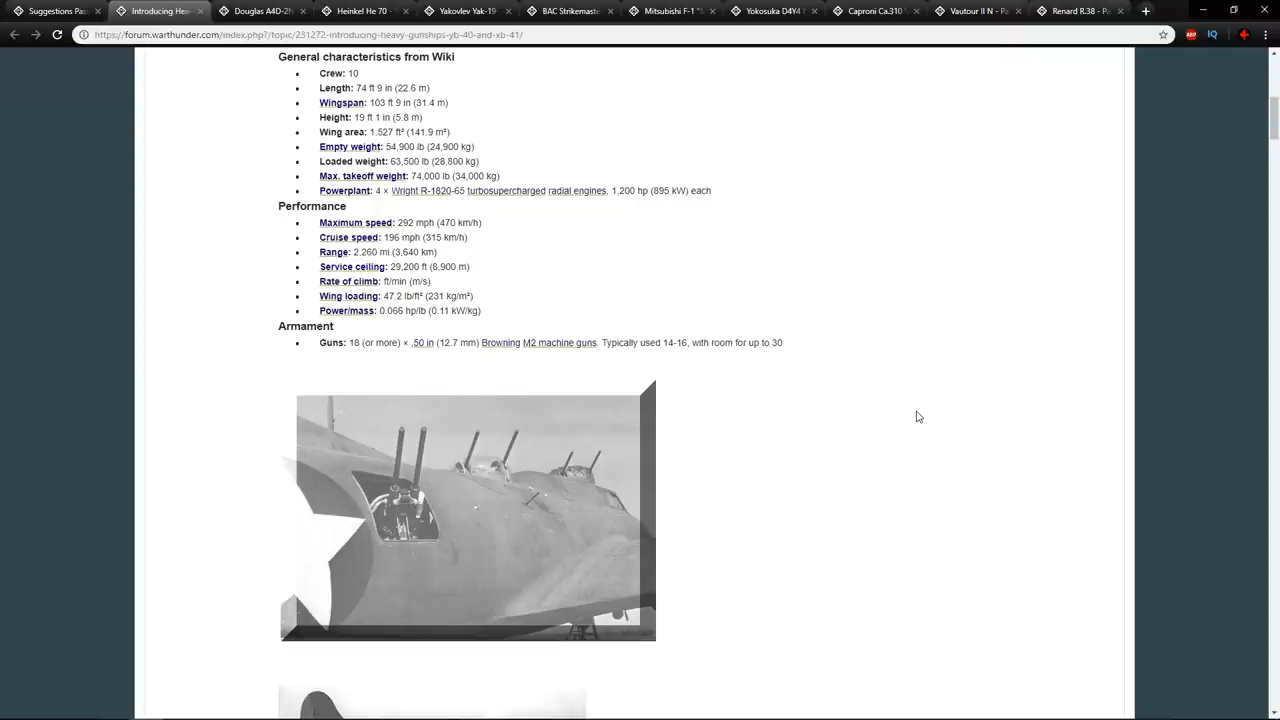 Suggestions Pas
Introducing Hea
Douglas A4D-2N
Heinkel He 70 -
Yakovlev Yak-19
BAC Strikemaste
Mitsubishi F-1 "S
Yokosuka D4Y4 M
Caproni Ca.310
Vautour II N - Pa
Renard R.38 - Pa
https://forum.warthunder.com/index.php?/topic/231272-introducing-heavy-gunships-yb-40-and-xb-41/
ABP
IQ
General characteristics from Wiki
• Crew: 10
• Length: 74 ft 9 in (22.6 m)
• Wingspan: 103 ft 9 in (31.4 m)
• Height: 19 ft 1 in (5.8 m)
• Wing area: 1.527 ft² (141.9 m²)
• Empty weight: 54,900 lb (24,900 kg)
• Loaded weight: 63,500 lb (28,800 kg)
• Max. takeoff weight: 74,000 lb (34,000 kg)
• Powerplant: 4 × Wright R-1820-65 turbosupercharged radial engines, 1,200 hp (895 kW) each
Performance
• Maximum speed: 292 mph (470 km/h)
• Cruise speed: 196 mph (315 km/h)
• Range: 2,260 mi (3,640 km)
• Service ceiling: 29,200 ft (8,900 m)
• Rate of climb: ft/min (m/s)
• Wing loading: 47.2 lb/ft² (231 kg/m²)
• Power/mass: 0.066 hp/lb (0.11 kW/kg)
Armament
• Guns: 18 (or more) × .50 in (12.7 mm) Browning M2 machine guns. Typically used 14-16, with room for up to 30